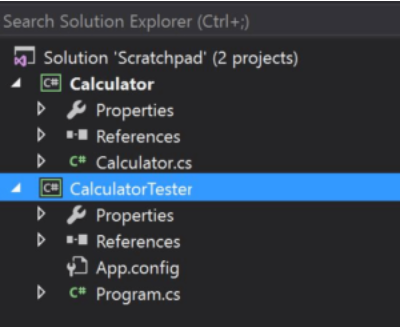 Search Solution Explorer (Ctrl+;)
Solution 'Scratchpad' (2 projects)
C# Calculator
Properties
References
C# Calculator.cs
C# CalculatorTester
Properties
References
App.config
C# Program.cs